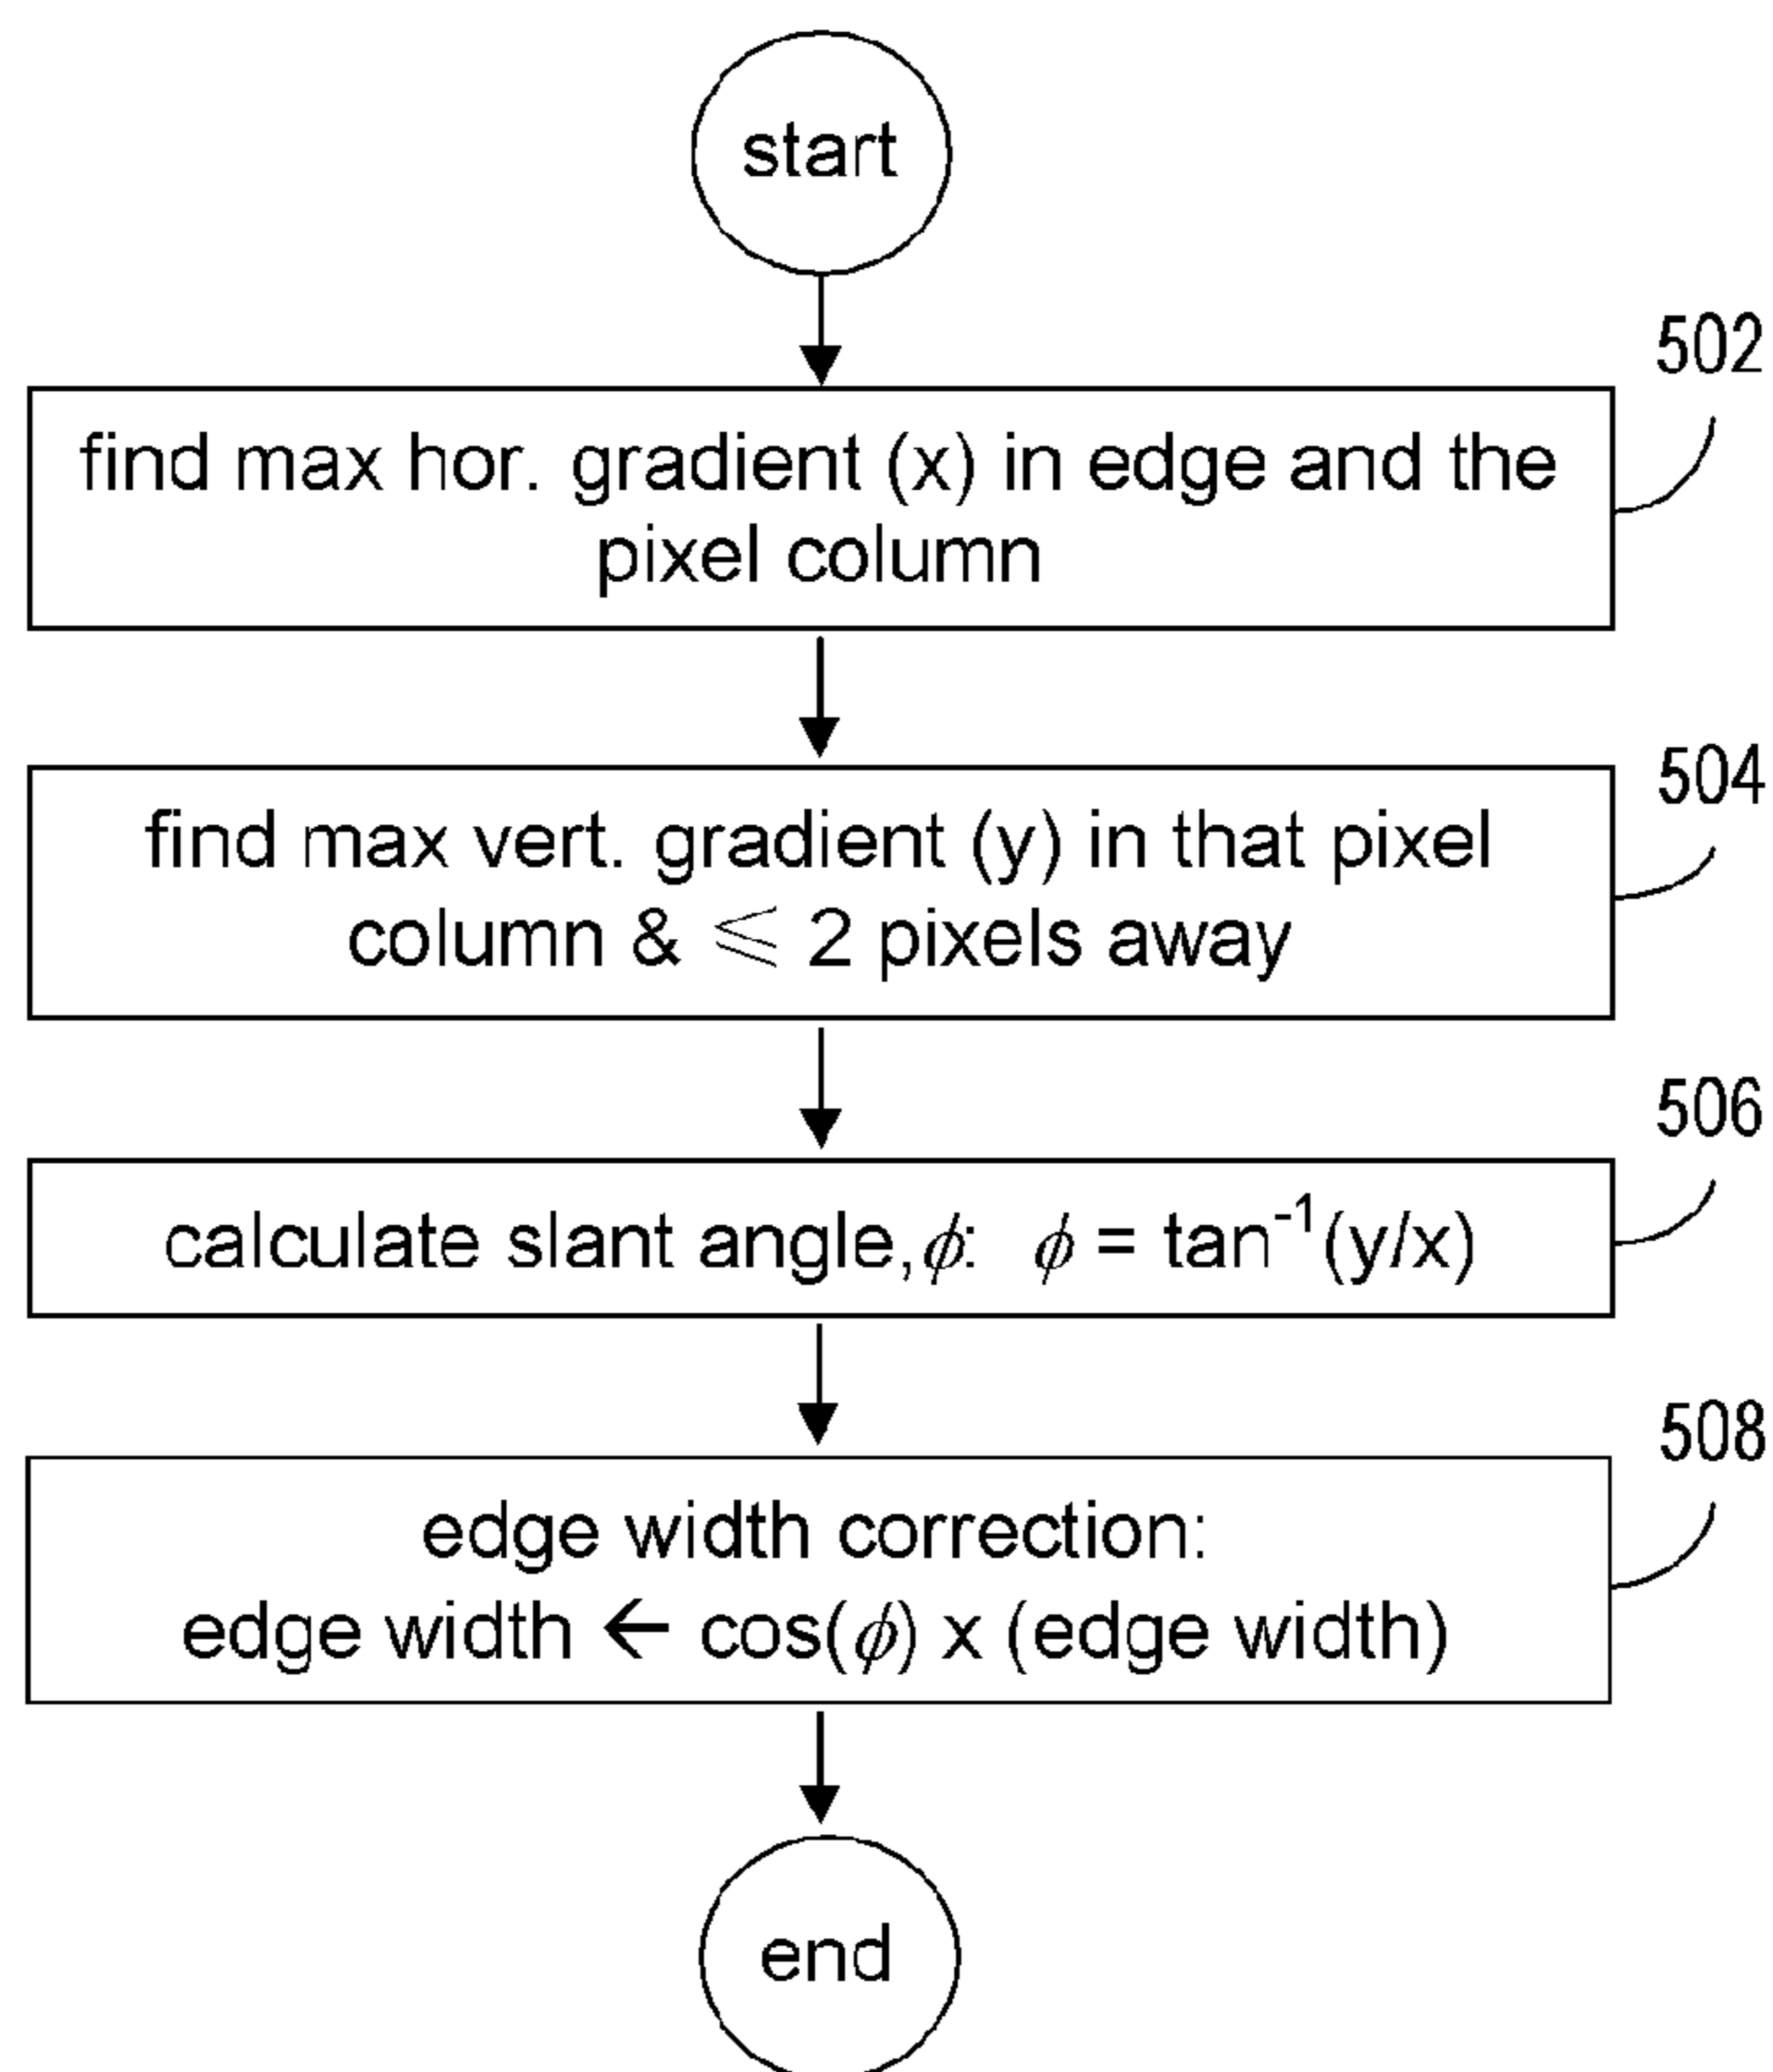 start
502
find max hor. gradient (x) in edge and the
pixel column
504
find max vert. gradient (y) in that pixel
column & ⩽ 2 pixels away
506
calculate slant angle,ϕ: ϕ = tan⁻¹(y/x)
508
edge width correction:
edge width ← cos(ϕ) x (edge width)
end